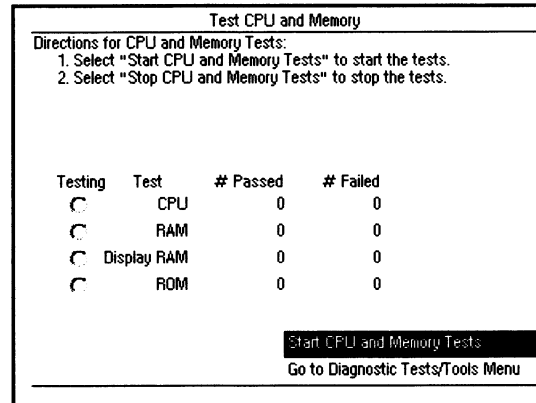 Test CPU and Memory
Directions for CPU and Memory Tests:
1. Select "Start CPU and Memory Tests" to start the tests.
2. Select "Stop CPU and Memory Tests" to stop the tests.
Testing Test # Passed # Failed
CPU 0 0
RAM 0 0
Display RAM 0 0
ROM 0 0
Start CPU and Memory Tests
Go to Diagnostic Tests/Tools Menu